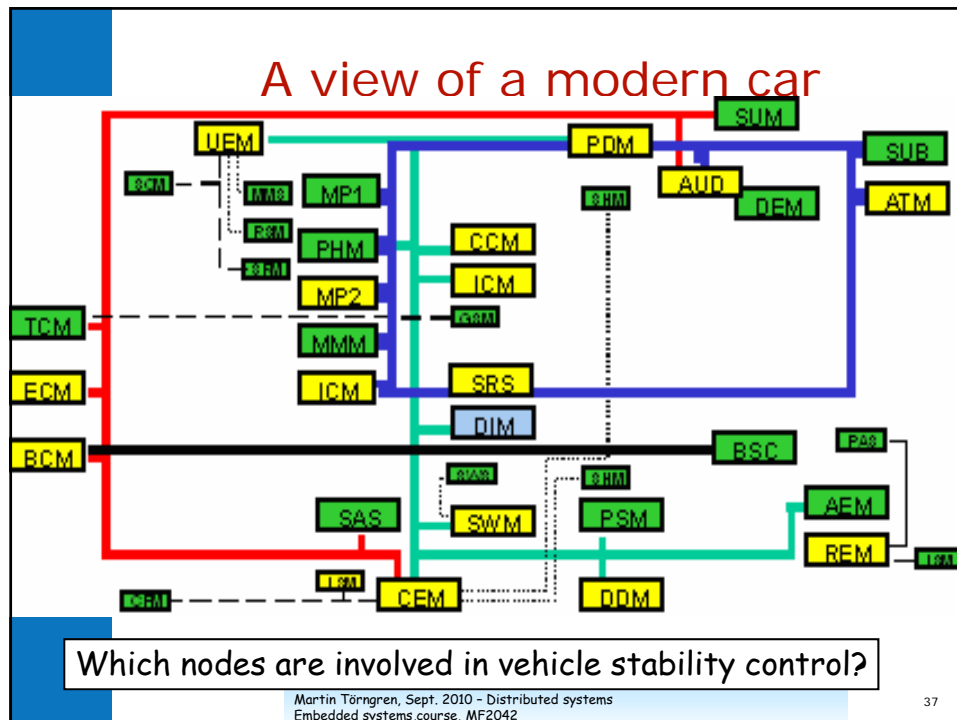 A view of a modern car
SUM
UEM
PDM
SUB
MP1
AUD
DEM
ATM
PHM
CCM
MP2
ICM
TCM
GSM
MMM
ECM
ICM
SRS
DIM
BCM
BSC
PAS
SAS
SWM
PSM
AEM
REM
CEM
DDM
Which nodes are involved in vehicle stability control?
Martin Törngren, Sept. 2010 – Distributed systems
Embedded systems course, MF2042
37